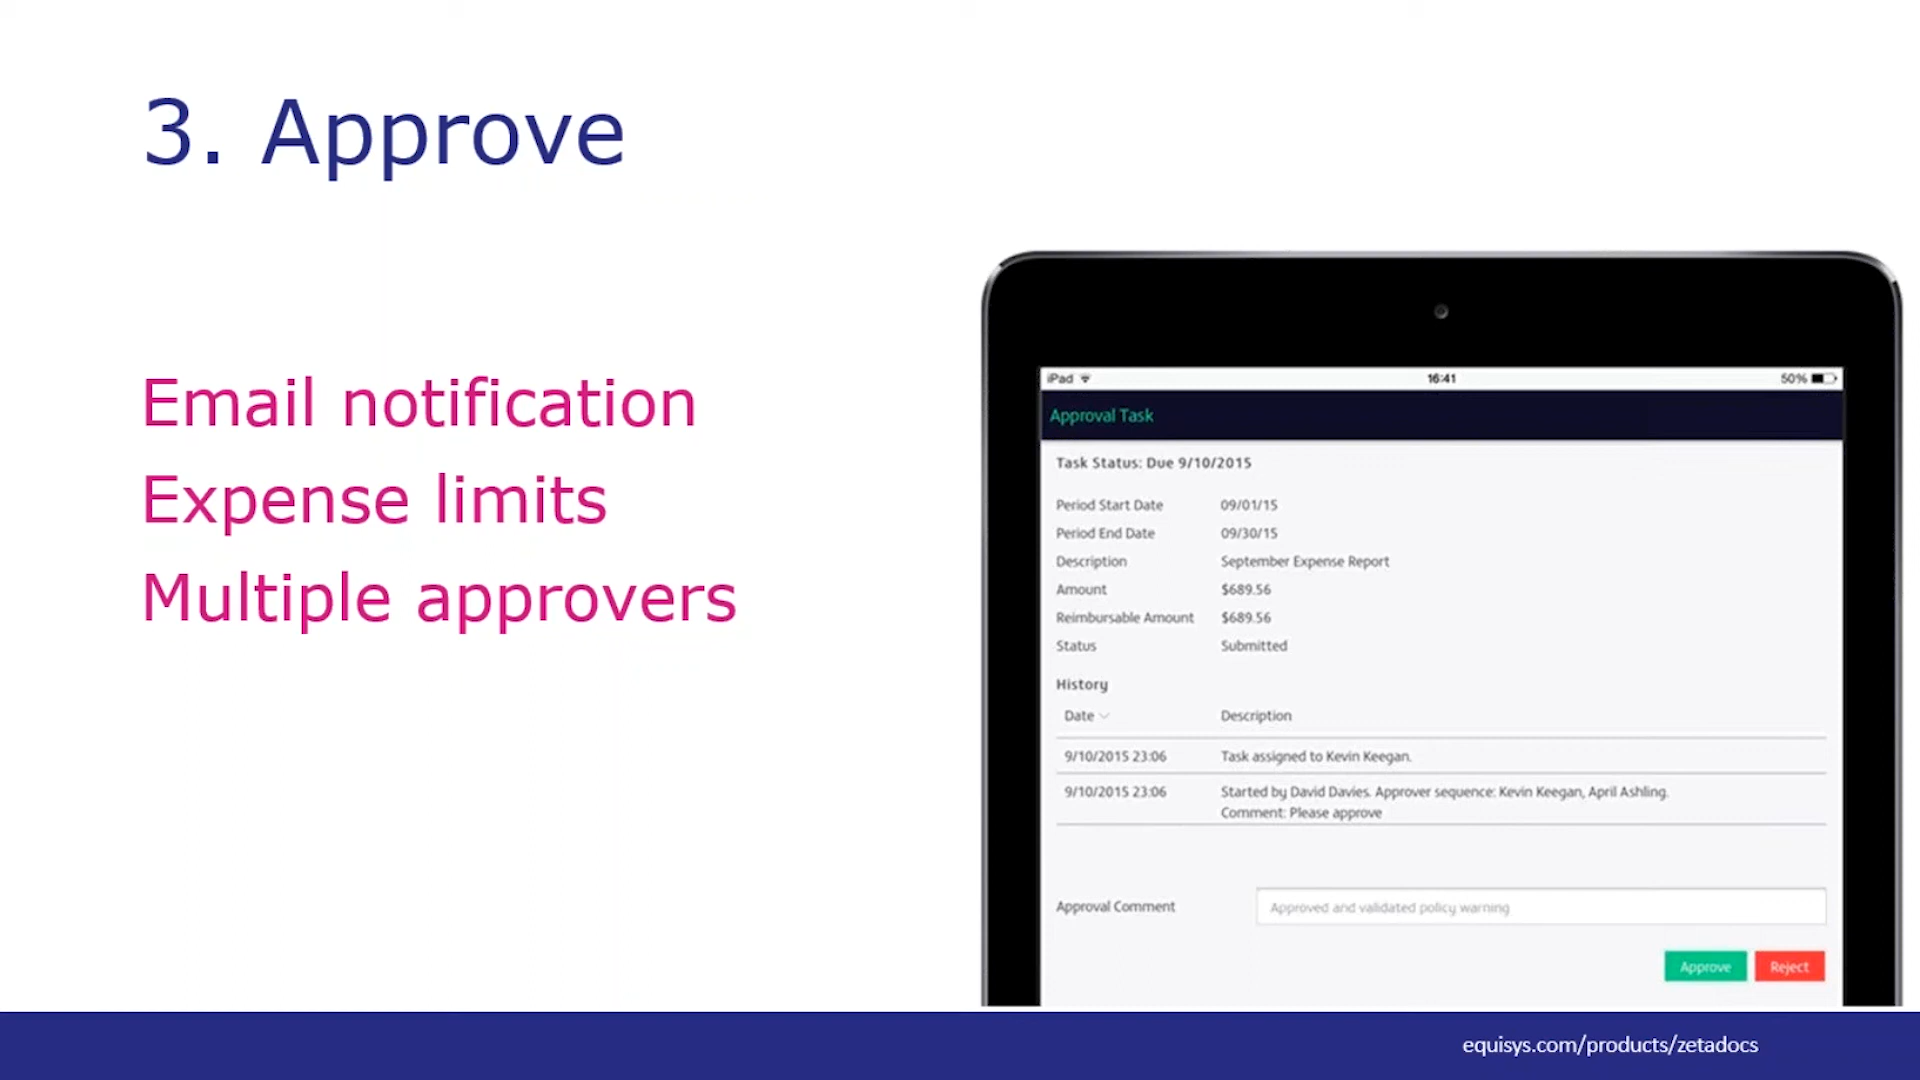 3. Approve
Email notification
Expense limits
Multiple approvers
iPad 16:41 50%
Approval Task
Task Status: Due 9/10/2015
Period Start Date 09/01/15
Period End Date 09/30/15
Description September Expense Report
Amount $689.56
Reimbursable Amount $689.56
Status Submitted
History
Date Description
9/10/2015 23:06 Task assigned to Kevin Keegan.
9/10/2015 23:06 Started by David Davies. Approver sequence: Kevin Keegan, April Ashling.
Comment: Please approve
Approval Comment Approved and validated policy warning
Approve Reject
equisys.com/products/zetadocs